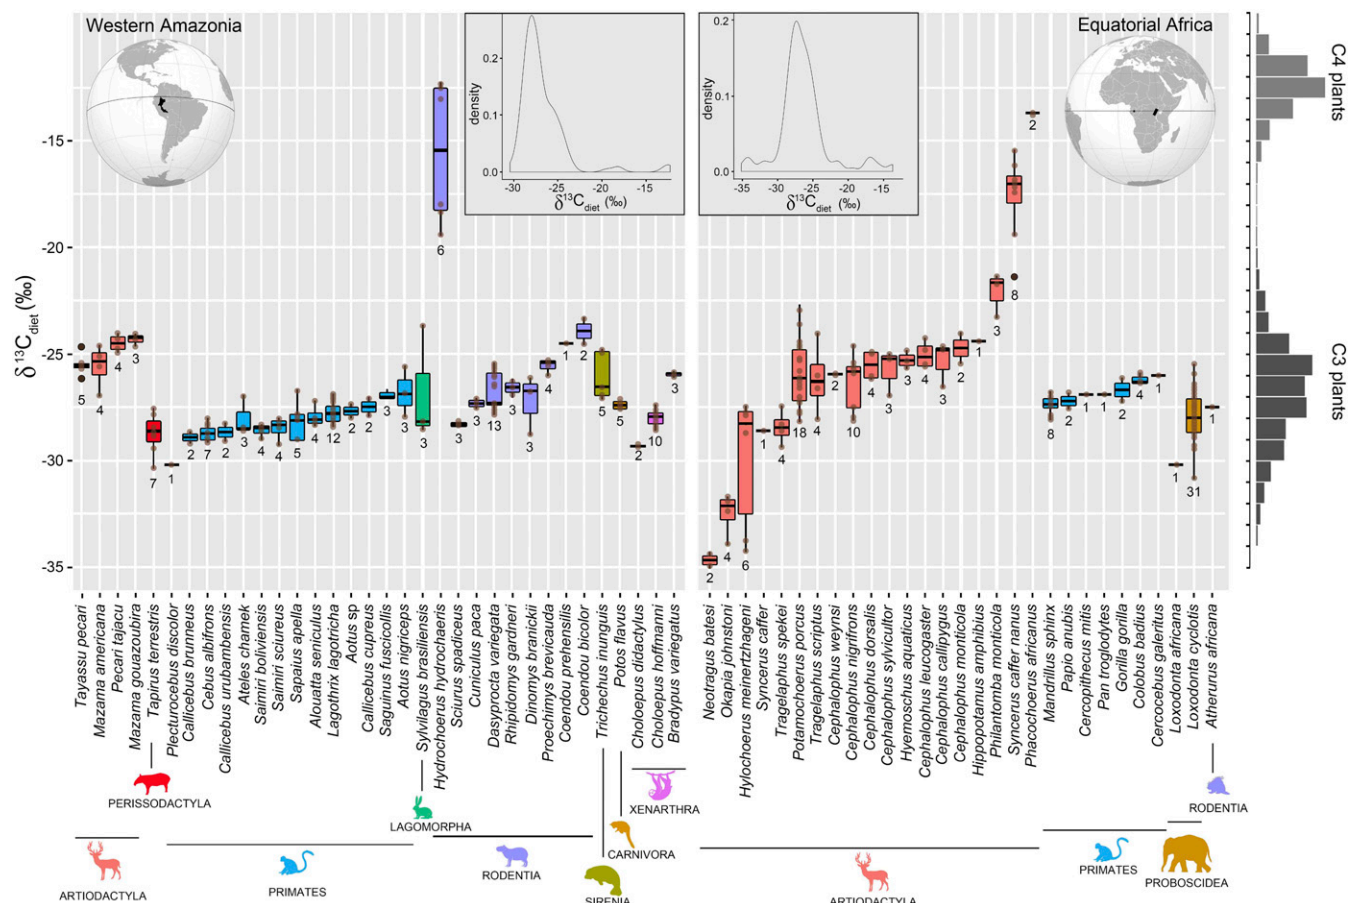 Western Amazonia
Equatorial Africa
C4 plants
C3 plants
δ13Cdiet (‰)
-15
-20
-25
-30
-35
density
0.2
0.1
0.0
-30 -25 -20 -15
δ13Cdiet (‰)
density
0.2
0.1
0.0
-35 -30 -25 -20 -15
δ13Cdiet (‰)
5 4 4 3 7 1 2 7 2 3 4 4 5 4 12 2 2 3 3 3 6 3 2 13 3 3 4 1 2 5 5 2 10 3
2 4 6 1 4 18 4 2 10 4 3 3 4 3 2 1 3 8 2 8 2 1 1 2 4 1 1 31 1
Tayassu pecari
Mazama americana
Pecari tajacu
Mazama gouazoubira
Tapirus terrestris
Plecturocebus discolor
Callicebus brunneus
Cebus albifrons
Callicebus urubambensis
Ateles chamek
Saimiri boliviensis
Saimiri sciureus
Sapaius apella
Alouatta seniculus
Lagothrix lagotricha
Aotus sp
Callicebus cupreus
Saguinus fuscicollis
Aotus nigriceps
Sylvilagus brasiliensis
Hydrochoerus hydrochaeris
Sciurus spadiceus
Cuniculus paca
Dasyprocta variegata
Rhipidomys gardneri
Dinomys branickii
Proechimys brevicauda
Coendou prehensilis
Coendou bicolor
Trichechus inunguis
Potos flavus
Choloepus didactylus
Choloepus hoffmanni
Bradypus variegatus
Neotragus batesi
Okapia johnstoni
Hylochoerus meinertzhageni
Syncerus caffer
Tragelaphus spekei
Potamochoerus porcus
Tragelaphus scriptus
Cephalophus weynsi
Cephalophus nigrifrons
Cephalophus dorsalis
Cephalophus sylvicultor
Hyemoschus aquaticus
Cephalophus leucogaster
Cephalophus callipygus
Cephalophus monticola
Hippopotamus amphibius
Philantomba monticola
Syncerus caffer nanus
Phacochoerus africanus
Mandrillus sphinx
Papio anubis
Cercopithecus mitis
Pan troglodytes
Gorilla gorilla
Colobus badius
Cercocebus galeritus
Loxodonta africana
Loxodonta cyclotis
Atherurus africana
PERISSODACTYLA
LAGOMORPHA
XENARTHRA
RODENTIA
CARNIVORA
ARTIODACTYLA
PRIMATES
RODENTIA
SIRENIA
ARTIODACTYLA
PRIMATES
PROBOSCIDEA